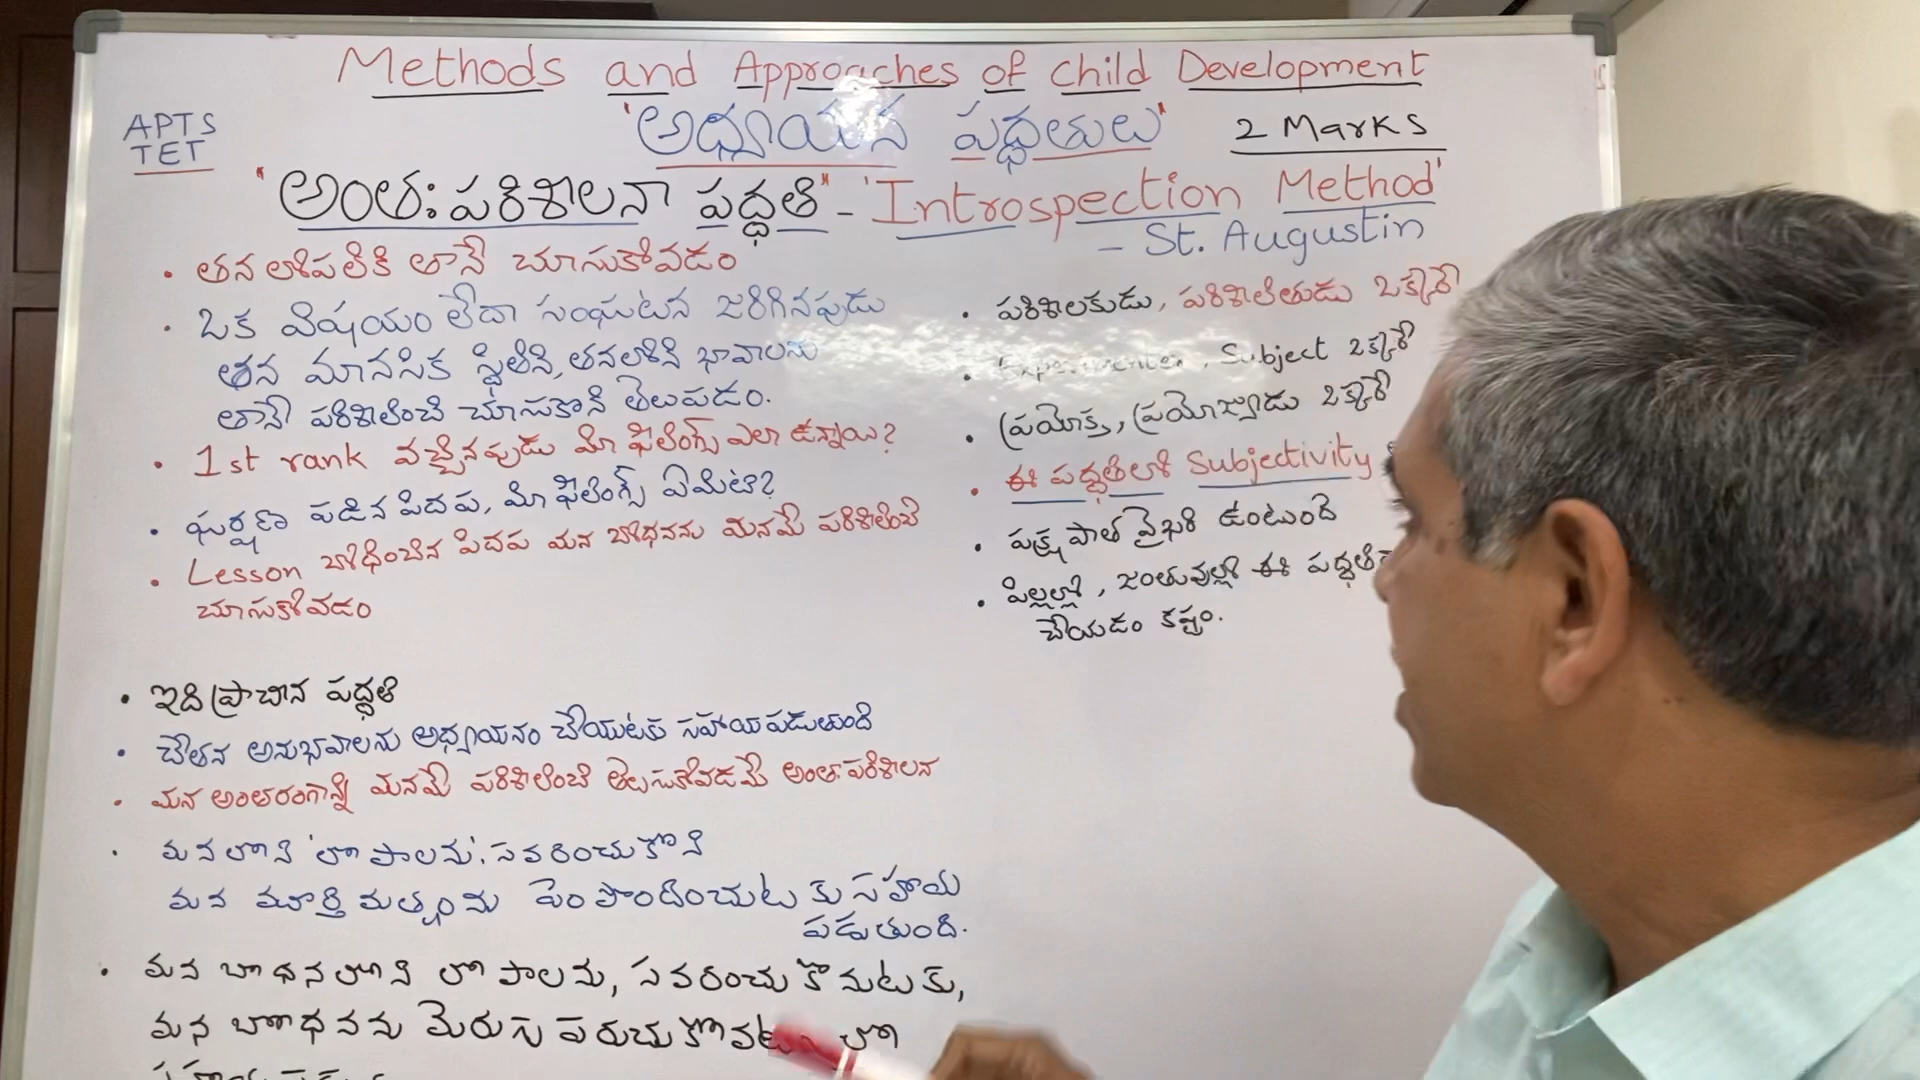 Methods and Approaches of Child Development
APTS
TET
'అధ్యయన పద్ధతులు'
2 Marks
"అంతః పరిశీలనా పద్ధతి" - 'Introspection Method'
- St. Augustin
• తన లోపలికి తానే చూసుకోవడం
• ఒక విషయం లేదా సంఘటన జరిగినపుడు
తన మానసిక స్థితిని, తనలోని భావాలను
తానే పరిశీలించి చూసుకొని తెలుపడం.
• 1st rank వచ్చినపుడు మీ ఫీలింగ్స్ ఎలా ఉన్నాయి?
• ఘర్షణ పడిన పిదప, మీ ఫీలింగ్స్ ఏమిటి?
• Lesson బోధించిన పిదప మన బోధనను మనమే పరిశీలించి
చూసుకోవడం
• ఇది ప్రాచీన పద్ధతి
• చేతన అనుభవాలను అధ్యయనం చేయుటకు సహాయపడుతుంది
• మన అంతరంగాన్ని మనమే పరిశీలించి తెలుసుకోవడమే అంతఃపరిశీలన
• మనలోని 'లోపాలను' సవరించుకొని
మన మూర్తిమత్వంను పెంపొందించుటకు సహాయ
పడుతుంది.
• మన బోధనలోని లోపాలను, సవరించుకొనుటకు,
మన బోధనను మెరుగు పరుచుకోవటం లో
• పరిశీలకుడు, పరిశీలితుడు ఒక్కరే
• Experimenter, Subject ఒక్కరే
• ప్రయోక్త, ప్రయోజ్యుడు ఒక్కరే
• ఈ పద్ధతిలో Subjectivity
• పక్షపాత వైఖరి ఉంటుంది
• పిల్లల్లో, జంతువుల్లో ఈ పద్ధతి
చేయడం కష్టం.